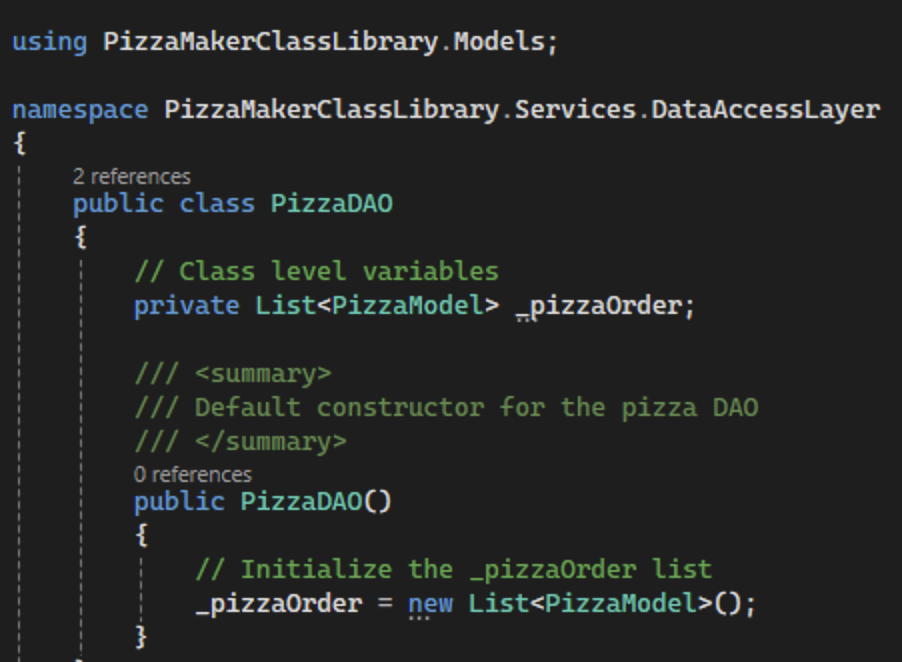 using PizzaMakerClassLibrary.Models;
namespace PizzaMakerClassLibrary.Services.DataAccessLayer
{
2 references
public class PizzaDAO
{
// Class level variables
private List<PizzaModel> _pizzaOrder;
/// <summary>
/// Default constructor for the pizza DAO
/// </summary>
0 references
public PizzaDAO()
{
// Initialize the _pizzaOrder list
_pizzaOrder = new List<PizzaModel>();
}